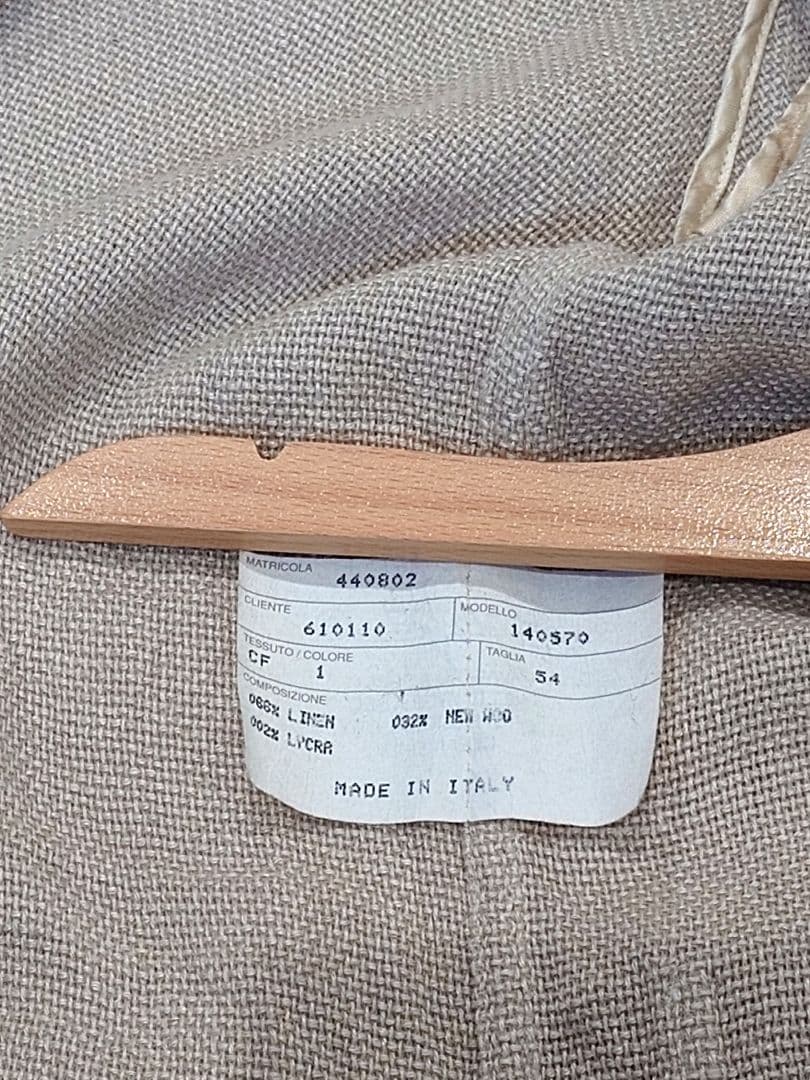 MATRICOLA
440802
CLIENTE MODELLO
610110 140570
TESSUTO/COLORE TAGLIA
CF 1 54
COMPOSIZIONE
066% LINEN 032% NEW WOO
002% LYCRA
MADE IN ITALY